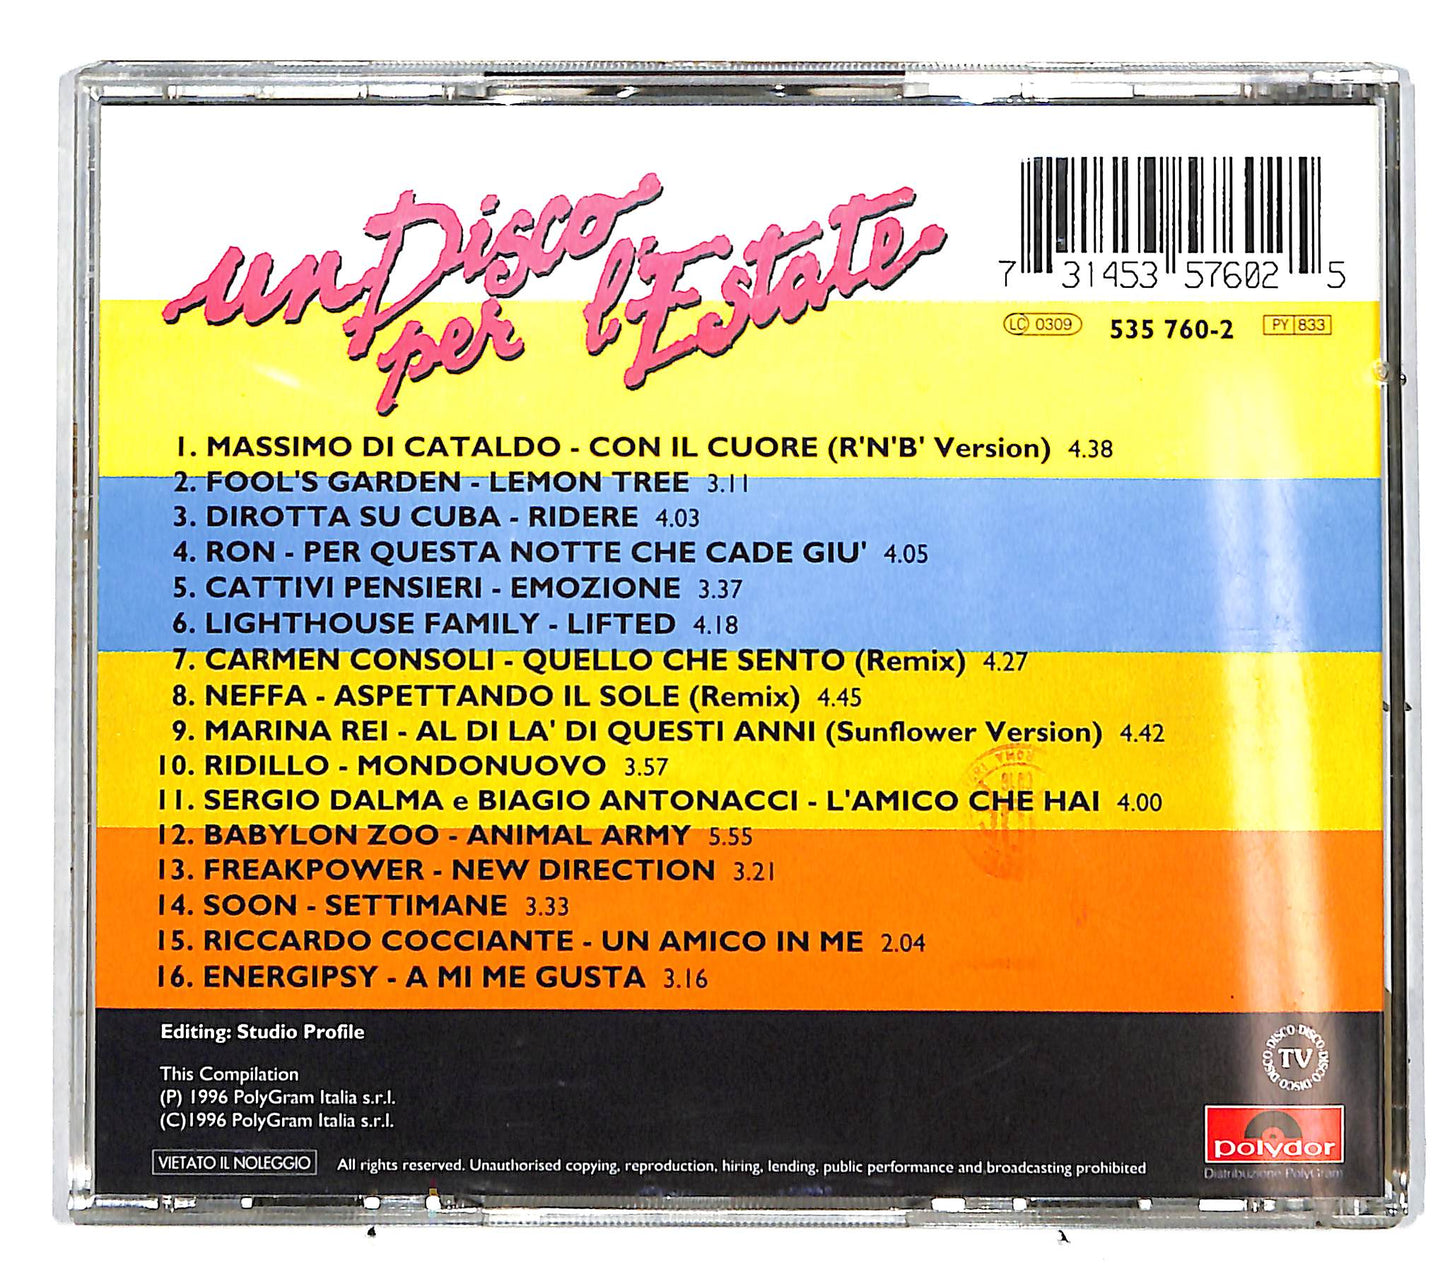 un Disco
per l'Estate
7 31453 57602 5
LC 0309 535 760-2 PY 833
1. MASSIMO DI CATALDO - CON IL CUORE (R'N'B' Version) 4.38
2. FOOL'S GARDEN - LEMON TREE 3.11
3. DIROTTA SU CUBA - RIDERE 4.03
4. RON - PER QUESTA NOTTE CHE CADE GIU' 4.05
5. CATTIVI PENSIERI - EMOZIONE 3.37
6. LIGHTHOUSE FAMILY - LIFTED 4.18
7. CARMEN CONSOLI - QUELLO CHE SENTO (Remix) 4.27
8. NEFFA - ASPETTANDO IL SOLE (Remix) 4.45
9. MARINA REI - AL DI LA' DI QUESTI ANNI (Sunflower Version) 4.42
10. RIDILLO - MONDONUOVO 3.57
11. SERGIO DALMA e BIAGIO ANTONACCI - L'AMICO CHE HAI 4.00
12. BABYLON ZOO - ANIMAL ARMY 5.55
13. FREAKPOWER - NEW DIRECTION 3.21
14. SOON - SETTIMANE 3.33
15. RICCARDO COCCIANTE - UN AMICO IN ME 2.04
16. ENERGIPSY - A MI ME GUSTA 3.16
Editing: Studio Profile
This Compilation
(P) 1996 PolyGram Italia s.r.l.
(C)1996 PolyGram Italia s.r.l.
DISCO·DISCO·DISCO·DISCO·DISCO·
TV
polydor
Distribuzione PolyGram
VIETATO IL NOLEGGIO All rights reserved. Unauthorised copying, reproduction, hiring, lending, public performance and broadcasting prohibited